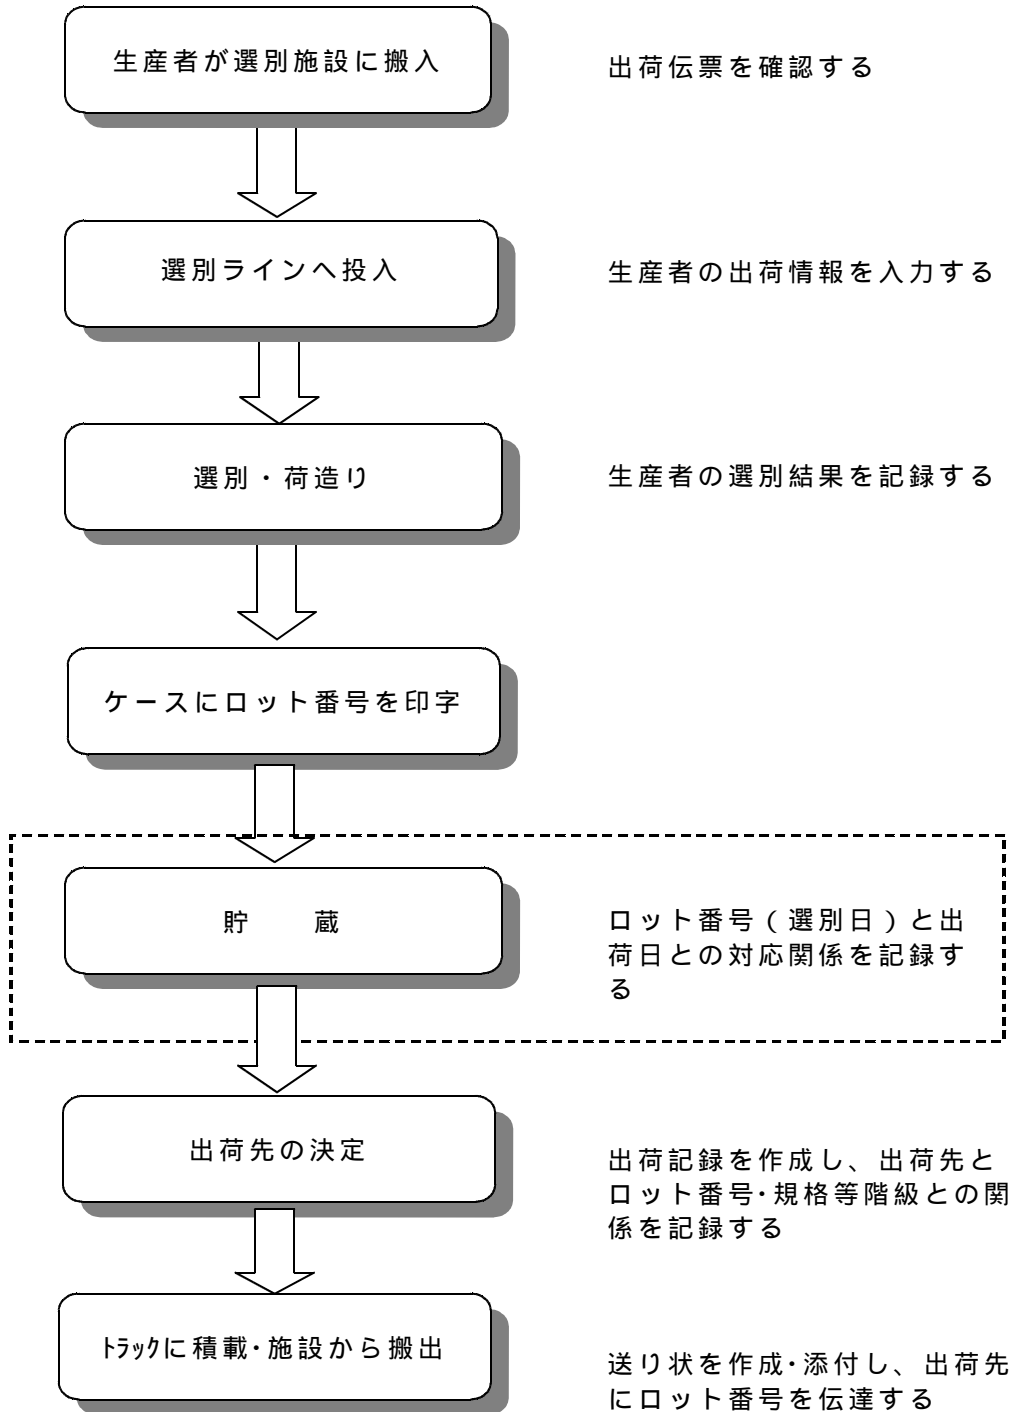 生産者が選別施設に搬入
出荷伝票を確認する
選別ラインへ投入
生産者の出荷情報を入力する
選別・荷造り
生産者の選別結果を記録する
ケースにロット番号を印字
貯　　蔵
ロット番号（選別日）と出
荷日との対応関係を記録す
る
出荷先の決定
出荷記録を作成し、出荷先と
ロット番号・規格等階級との関
係を記録する
ﾄﾗｯｸに積載・施設から搬出
送り状を作成・添付し、出荷先
にロット番号を伝達する